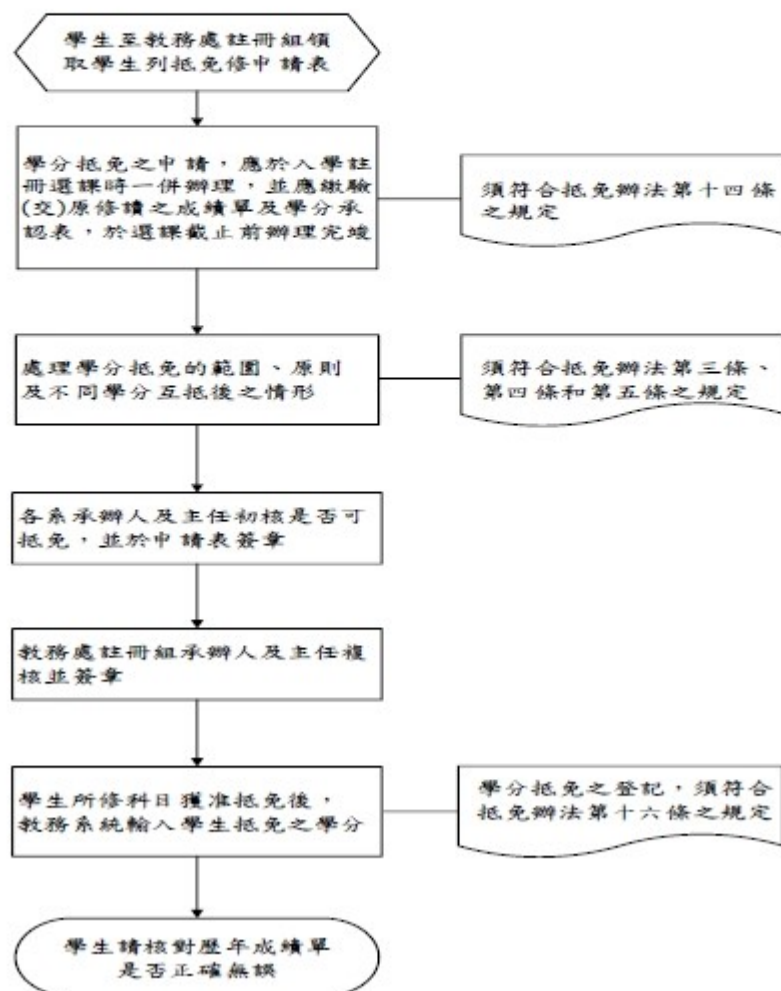 學生至教務處註冊組領
取學生列抵免修申請表
學分抵免之申請，應於入學註
冊選課時一併辦理，並應繳驗
(交)原修讀之成績單及學分承
認表，於選課截止前辦理完竣
須符合抵免辦法第十四條
之規定
處理學分抵免的範圍、原則
及不同學分互抵後之情形
須符合抵免辦法第三條、
第四條和第五條之規定
各系承辦人及主任初核是否可
抵免，並於申請表簽章
教務處註冊組承辦人及主任複
核並簽章
學生所修科目獲准抵免後，
教務系統輸入學生抵免之學分
學分抵免之登記，須符合
抵免辦法第十六條之規定
學生請核對歷年成績單
是否正確無誤